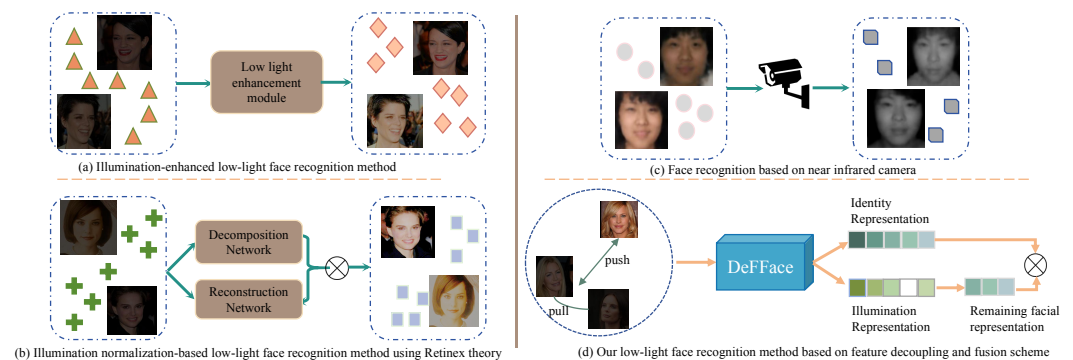 Low light
enhancement
module
(a) Illumination-enhanced low-light face recognition method
Decomposition
Network
Reconstruction
Network
(b) Illumination normalization-based low-light face recognition method using Retinex theory
(c) Face recognition based on near infrared camera
push
pull
DeFFace
Identity
Representation
Illumination
Representation
Remaining facial
representation
(d) Our low-light face recognition method based on feature decoupling and fusion scheme